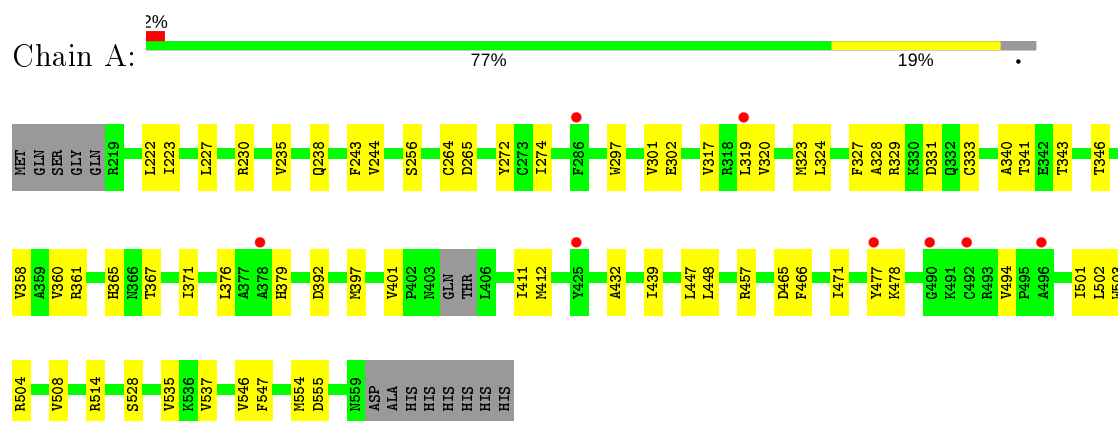 2%
Chain A:
77% 19% •
MET GLN SER GLY GLN R219 L222 I223 L227 R230 V235 Q238 F243 V244 S256 C264 D265 Y272 C273 I274 F286 W297 V301 E302 V317 R318 L319 V320 M323 L324 F327 A328 R329 K330 D331 Q332 C333 A340 T341 E342 T343 T346
V358 A359 V360 R361 H365 N366 T367 I371 L376 A377 A378 H379 D392 M397 V401 P402 N403 GLN THR L406 I411 M412 Y425 A432 I439 L447 L448 R457 D465 F466 I471 Y477 K478 G490 K491 C492 R493 V494 P495 A496 I501 L502 W503
R504 V508 R514 S528 V535 K536 V537 V546 F547 M554 D555 N559 ASP ALA HIS HIS HIS HIS HIS HIS